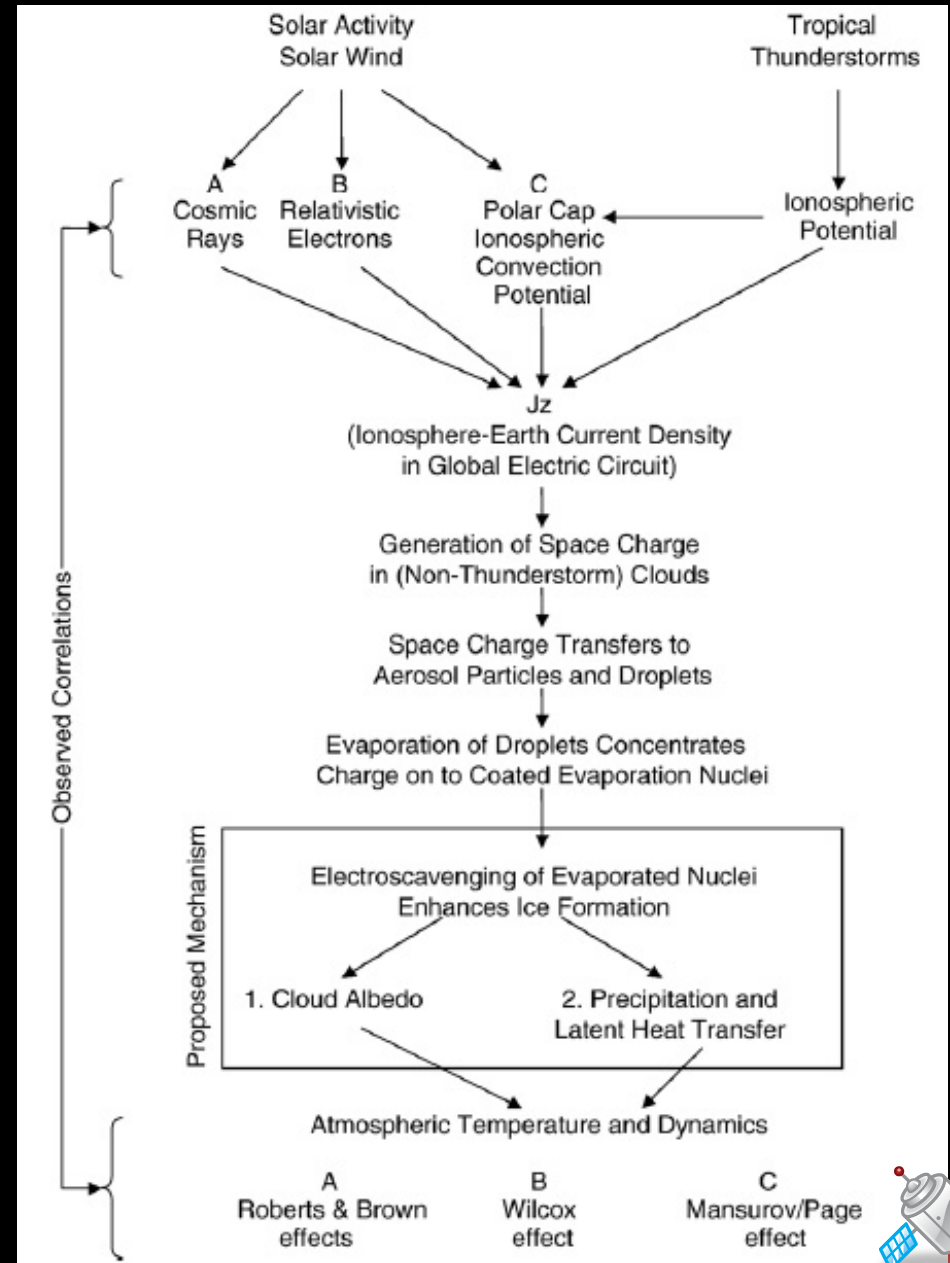 Solar Activity
Solar Wind
Tropical
Thunderstorms
A
Cosmic
Rays
B
Relativistic
Electrons
C
Polar Cap
Ionospheric
Convection
Potential
Ionospheric
Potential
Jz
(Ionosphere-Earth Current Density
in Global Electric Circuit)
Generation of Space Charge
in (Non-Thunderstorm) Clouds
Space Charge Transfers to
Aerosol Particles and Droplets
Evaporation of Droplets Concentrates
Charge on to Coated Evaporation Nuclei
Observed Correlations
Proposed Mechanism
Electroscavenging of Evaporated Nuclei
Enhances Ice Formation
1. Cloud Albedo
2. Precipitation and
Latent Heat Transfer
Atmospheric Temperature and Dynamics
A
Roberts & Brown
effects
B
Wilcox
effect
C
Mansurov/Page
effect